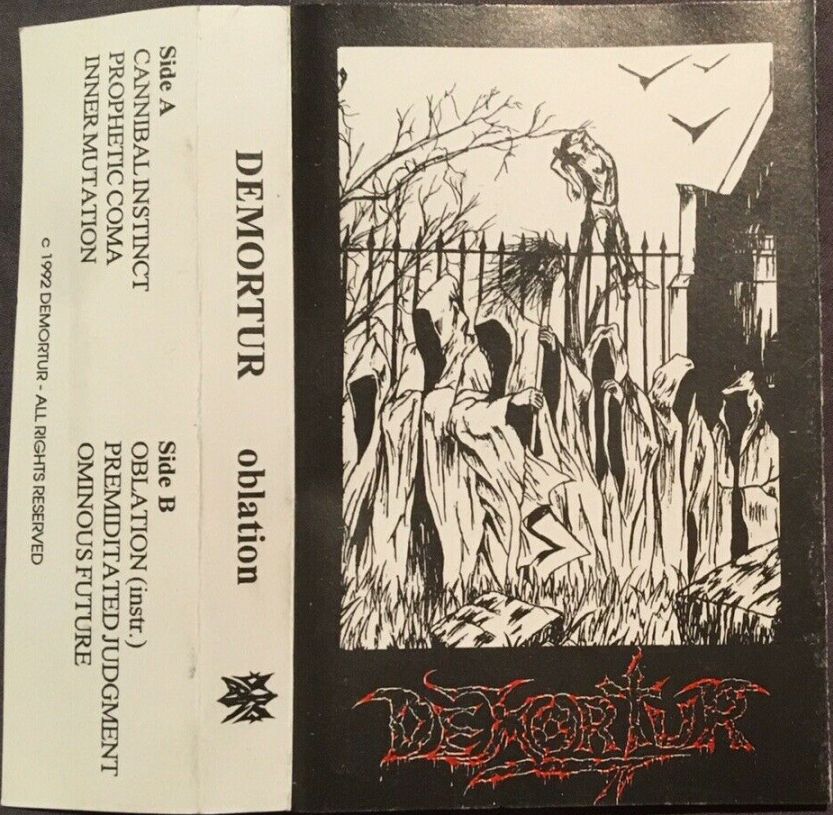 Side A
CANNIBAL INSTINCT
PROPHETIC COMA
INNER MUTATION
Side B
OBLATION (instr.)
PREMIDITATED JUDGMENT
OMINOUS FUTURE
c 1992 DEMORTUR - ALL RIGHTS RESERVED
DEMORTUR oblation
DEMORTUR